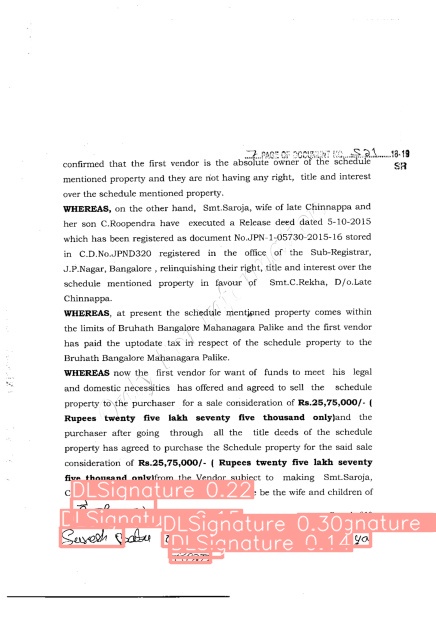 7 PAGE OF DOCUMENT NO. 521 18-19
SR
confirmed that the first vendor is the absolute owner of the schedule
mentioned property and they are not having any right, title and interest
over the schedule mentioned property.
WHEREAS, on the other hand, Smt.Saroja, wife of late Chinnappa and
her son C.Roopendra have executed a Release deed dated 5-10-2015
which has been registered as document No.JPN-1-05730-2015-16 stored
in C.D.No.JPND320 registered in the office of the Sub-Registrar,
J.P.Nagar, Bangalore , relinquishing their right, title and interest over the
schedule mentioned property in favour of Smt.C.Rekha, D/o.Late
Chinnappa.
WHEREAS, at present the schedule mentioned property comes within
the limits of Bruhath Bangalore Mahanagara Palike and the first vendor
has paid the uptodate tax in respect of the schedule property to the
Bruhath Bangalore Mahanagara Palike.
WHEREAS now the first vendor for want of funds to meet his legal
and domestic necessities has offered and agreed to sell the schedule
property to the purchaser for a sale consideration of Rs.25,75,000/- (
Rupees twenty five lakh seventy five thousand only)and the
purchaser after going through all the title deeds of the schedule
property has agreed to purchase the Schedule property for the said sale
consideration of Rs.25,75,000/- ( Rupees twenty five lakh seventy
five thousand only)from the Vendor subject to making Smt.Saroja,
be the wife and children of
DLSignature 0.22
DLSignature 0.30
DLSignature 0.14
Suresh Babu